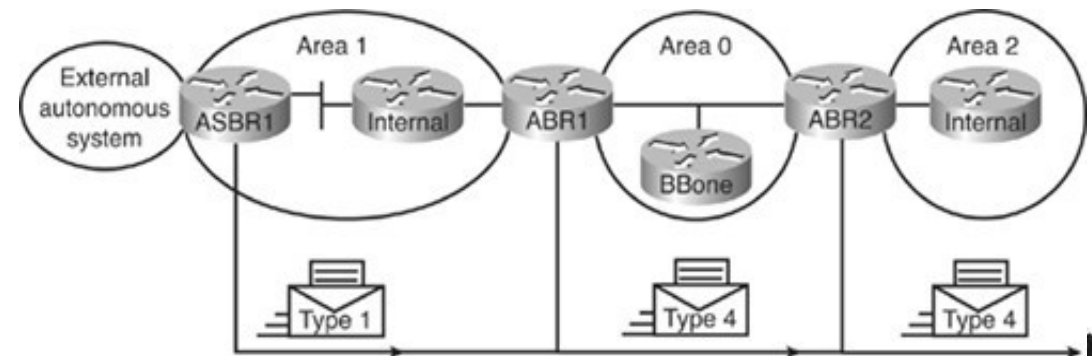 External
autonomous
system
Area 1
ASBR1
Internal
ABR1
Area 0
BBone
ABR2
Area 2
Internal
Type 1
Type 4
Type 4